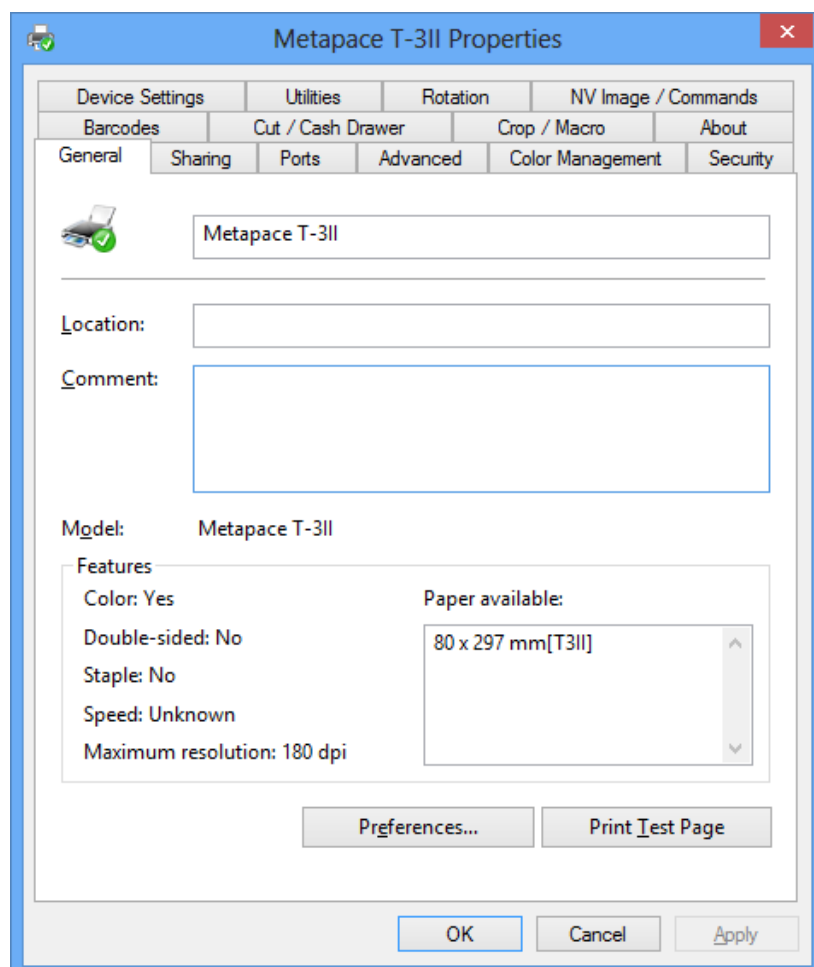 Metapace T-3II Properties
Device Settings Utilities Rotation NV Image / Commands
Barcodes Cut / Cash Drawer Crop / Macro About
General Sharing Ports Advanced Color Management Security
Metapace T-3II
Location:
Comment:
Model: Metapace T-3II
Features
Color: Yes Paper available:
Double-sided: No 80 x 297 mm[T3II]
Staple: No
Speed: Unknown
Maximum resolution: 180 dpi
Preferences... Print Test Page
OK Cancel Apply